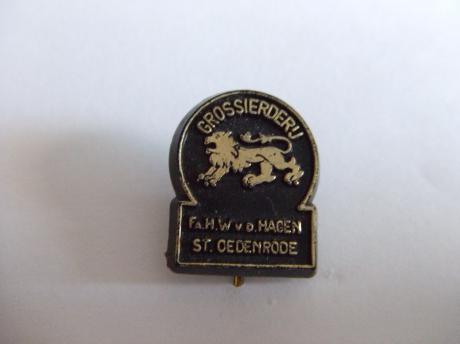 GROSSIERDERIJ
Fa. H. W v. D. HAGEN
ST. OEDENRODE